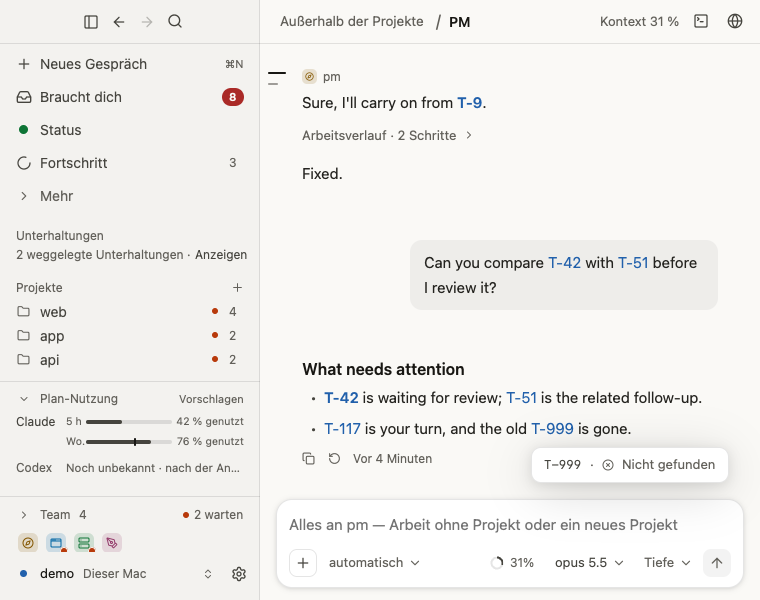 Außerhalb der Projekte / PM
Kontext 31 %
Neues Gespräch ⌘N
Braucht dich 8
Status
Fortschritt 3
Mehr
Unterhaltungen
2 weggelegte Unterhaltungen · Anzeigen
Projekte
web 4
app 2
api 2
Plan-Nutzung Vorschlagen
Claude 5 h 42 % genutzt
Wo. 76 % genutzt
Codex Noch unbekannt · nach der An...
Team 4 2 warten
demo Dieser Mac
pm
Sure, I'll carry on from T-9.
Arbeitsverlauf · 2 Schritte
Fixed.
Can you compare T-42 with T-51 before
I review it?
What needs attention
• T-42 is waiting for review; T-51 is the related follow-up.
• T-117 is your turn, and the old T-999 is gone.
Vor 4 Minuten
T-999 · Nicht gefunden
Alles an pm — Arbeit ohne Projekt oder ein neues Projekt
automatisch 31% opus 5.5 Tiefe